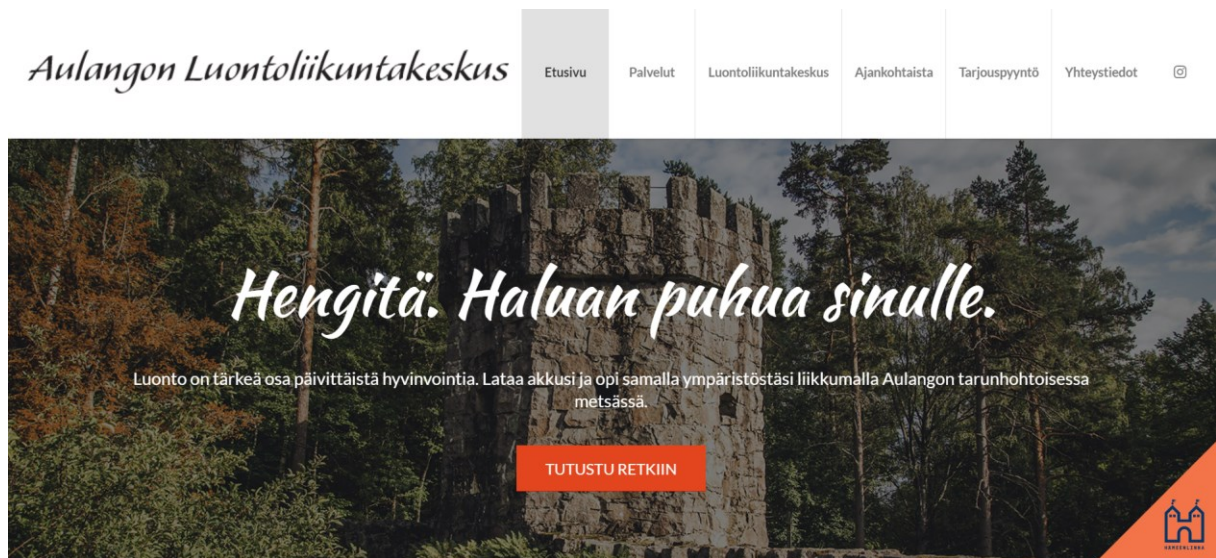 Aulangon Luontoliikuntakeskus
Etusivu
Palvelut
Luontoliikuntakeskus
Ajankohtaista
Tarjouspyyntö
Yhteystiedot
Hengitä. Haluan puhua sinulle.
Luonto on tärkeä osa päivittäistä hyvinvointia. Lataa akkusi ja opi samalla ympäristöstäsi liikkumalla Aulangon tarunhohtoisessa
metsässä.
TUTUSTU RETKIIN
HÄMEENLINNA